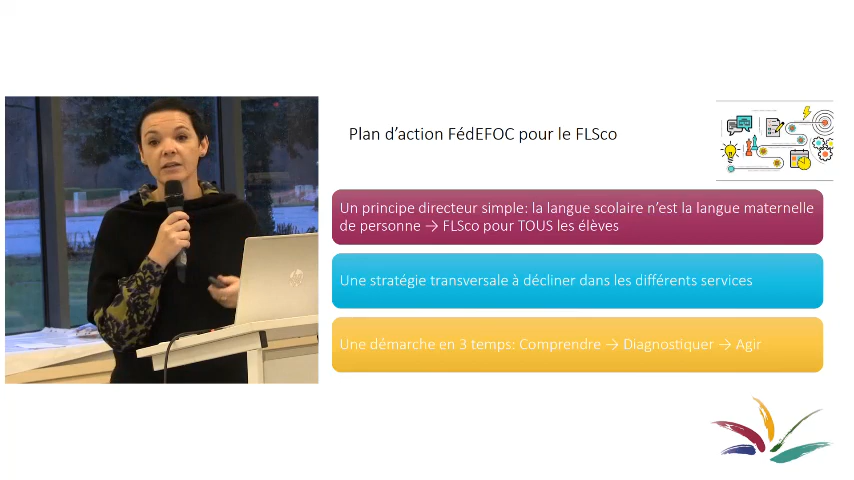 Plan d’action FédEFOC pour le FLSco
Un principe directeur simple: la langue scolaire n’est la langue maternelle
de personne → FLSco pour TOUS les élèves
Une stratégie transversale à décliner dans les différents services
Une démarche en 3 temps: Comprendre → Diagnostiquer → Agir